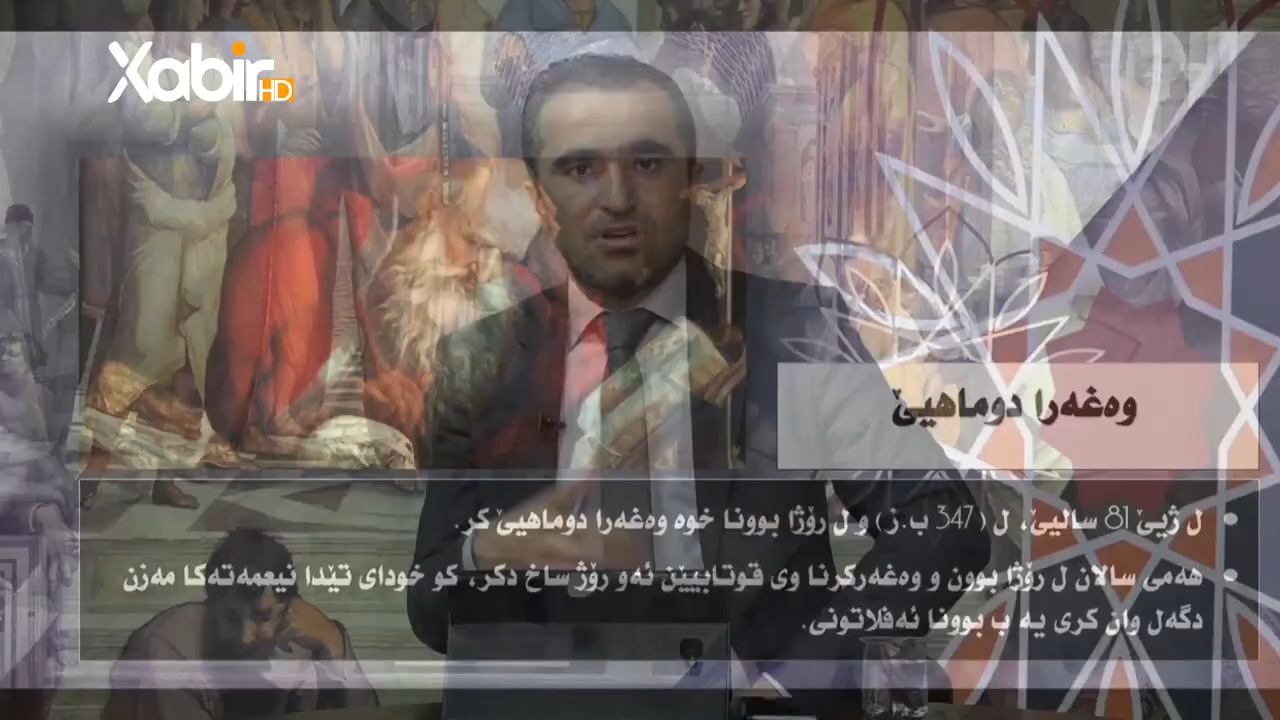 Xabir HD
وەغەرا دوماهیێ
• ل ژیێ 81 سالیێ، ل (347 ب.ز) و ل رۆژا بوونا خوە وەغەرا دوماهیێ کر.
• هەمی سالان ل رۆژا بوون و وەغەرکرنا وی قوتابیێن ئەو رۆژ ساخ دکر، کو خودای تێدا نیعمەتەکا مەزن
دگەل وان کری یە ب بوونا ئەفلاتونی.